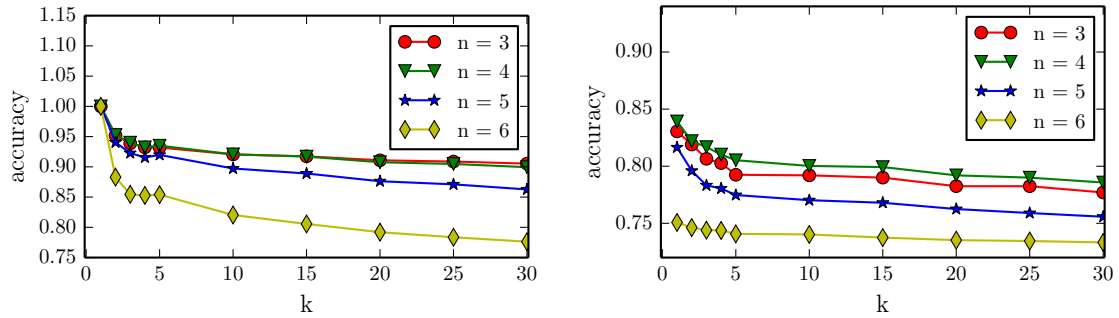 1.15
1.10
1.05
1.00
0.95
0.90
0.85
0.80
0.75
accuracy
0 5 10 15 20 25 30
k
n = 3
n = 4
n = 5
n = 6
0.90
0.85
0.80
0.75
accuracy
0 5 10 15 20 25 30
k
n = 3
n = 4
n = 5
n = 6